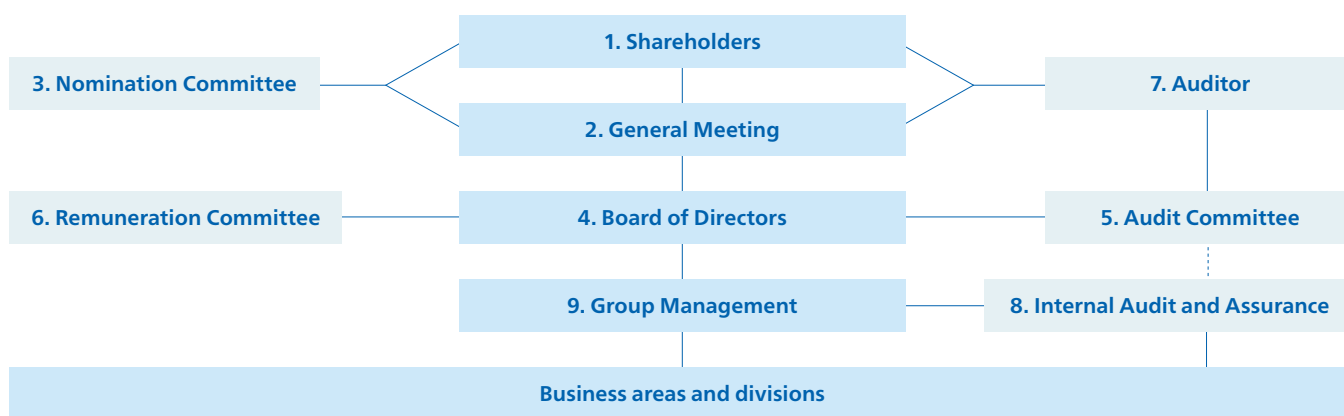 1. Shareholders
3. Nomination Committee
7. Auditor
2. General Meeting
6. Remuneration Committee
4. Board of Directors
5. Audit Committee
9. Group Management
8. Internal Audit and Assurance
Business areas and divisions